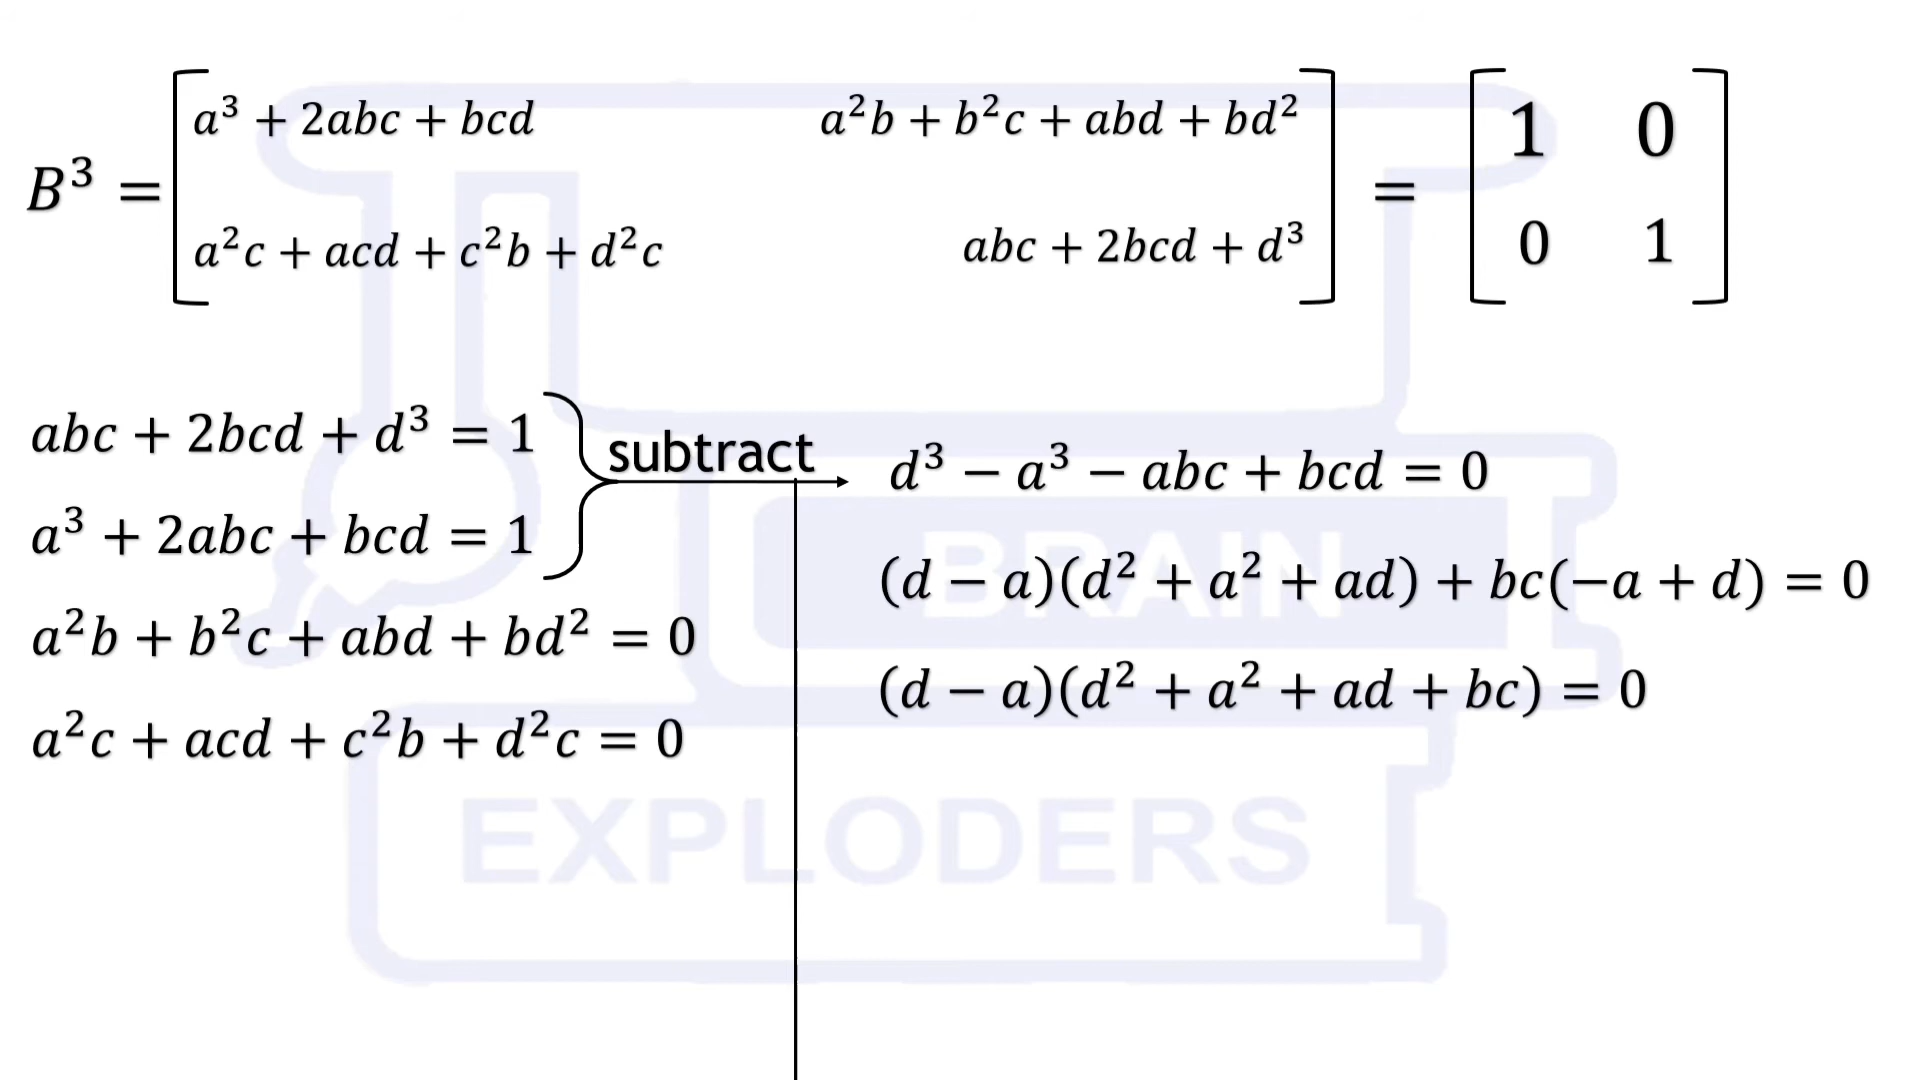 B³ = [ a³ + 2abc + bcd    a²b + b²c + abd + bd² ] = [ 1 0 ]
[ a²c + acd + c²b + d²c    abc + 2bcd + d³ ] [ 0 1 ]
abc + 2bcd + d³ = 1
a³ + 2abc + bcd = 1
a²b + b²c + abd + bd² = 0
a²c + acd + c²b + d²c = 0
subtract
d³ − a³ − abc + bcd = 0
(d − a)(d² + a² + ad) + bc(−a + d) = 0
(d − a)(d² + a² + ad + bc) = 0
BRAIN
EXPLODERS